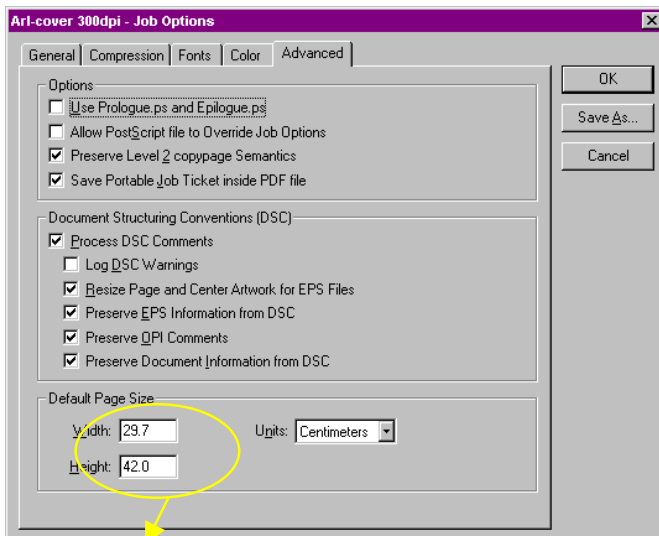 Arl-cover 300dpi - Job Options
General Compression Fonts Color Advanced
OK
Save As...
Cancel
Options
Use Prologue.ps and Epilogue.ps
Allow PostScript file to Override Job Options
Preserve Level 2 copypage Semantics
Save Portable Job Ticket inside PDF file
Document Structuring Conventions (DSC)
Process DSC Comments
Log DSC Warnings
Resize Page and Center Artwork for EPS Files
Preserve EPS Information from DSC
Preserve OPI Comments
Preserve Document Information from DSC
Default Page Size
Width: 29.7 Units: Centimeters
Height: 42.0